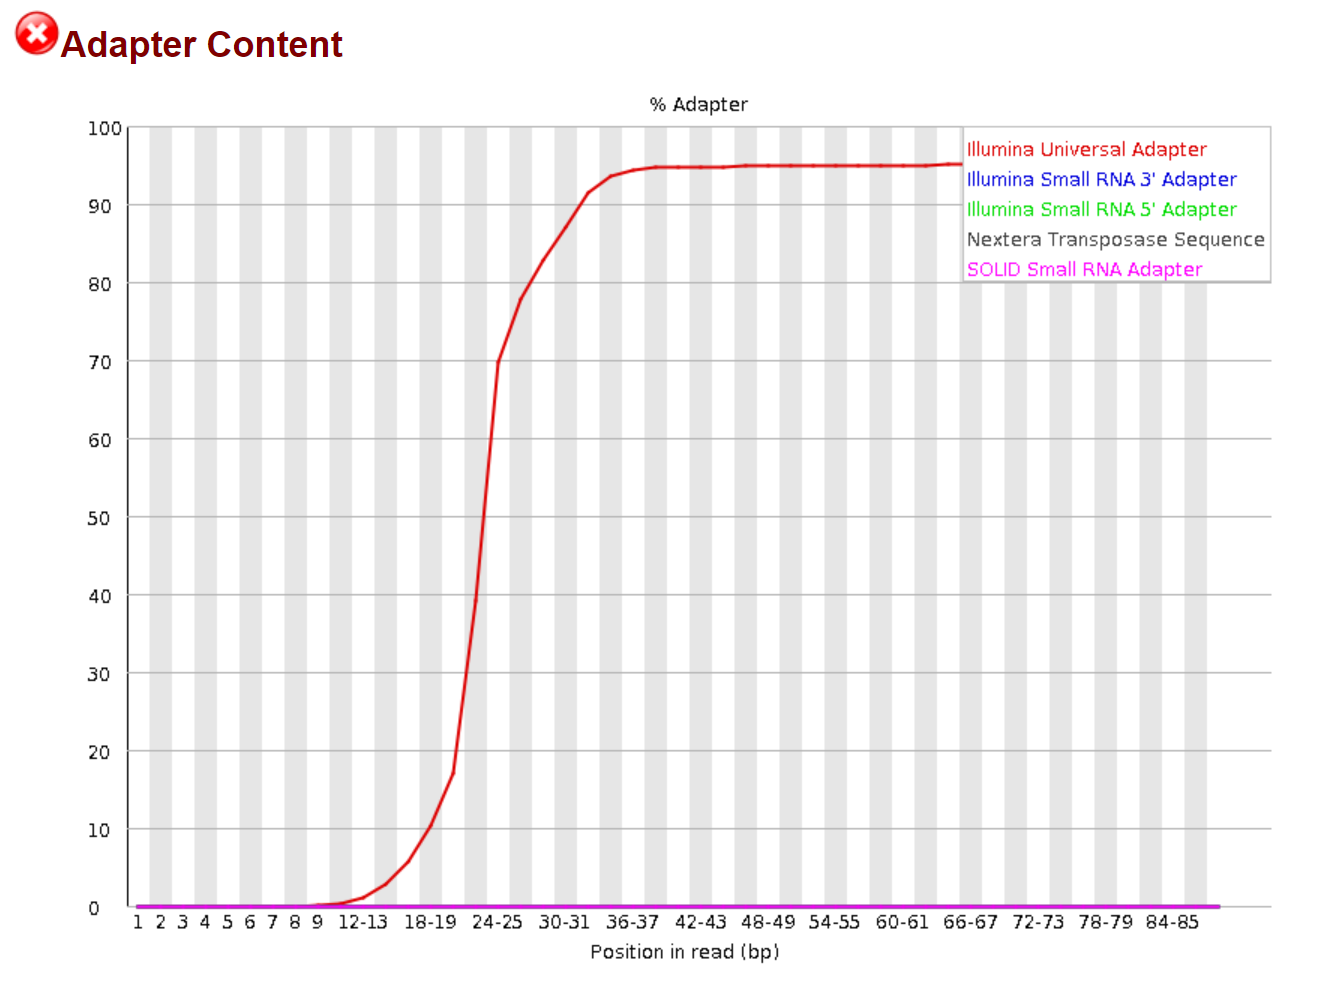 Adapter Content
% Adapter
100
90
80
70
60
50
40
30
20
10
0
Illumina Universal Adapter
Illumina Small RNA 3' Adapter
Illumina Small RNA 5' Adapter
Nextera Transposase Sequence
SOLID Small RNA Adapter
1 2 3 4 5 6 7 8 9 12-13 18-19 24-25 30-31 36-37 42-43 48-49 54-55 60-61 66-67 72-73 78-79 84-85
Position in read (bp)